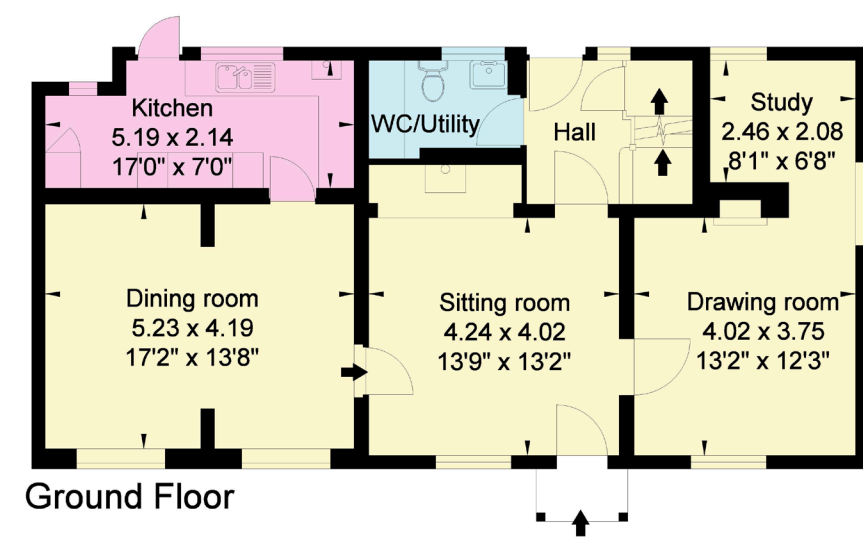 Kitchen
5.19 x 2.14
17'0" x 7'0"
WC/Utility
Hall
Study
2.46 x 2.08
8'1" x 6'8"
Dining room
5.23 x 4.19
17'2" x 13'8"
Sitting room
4.24 x 4.02
13'9" x 13'2"
Drawing room
4.02 x 3.75
13'2" x 12'3"
Ground Floor